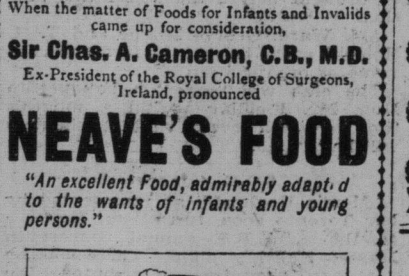 When the matter of Foods for Infants and Invalids
came up for consideration,
Sir Chas. A. Cameron, C.B., M.D.
Ex-President of the Royal College of Surgeons,
Ireland, pronounced
NEAVE'S FOOD
"An excellent Food, admirably adapt d
to the wants of infants and young
persons."